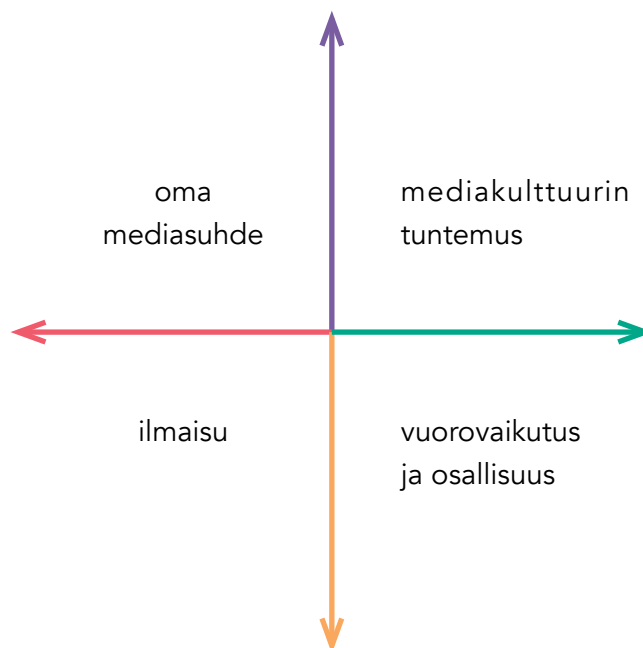 oma
mediasuhde
mediakulttuurin
tuntemus
ilmaisu
vuorovaikutus
ja osallisuus